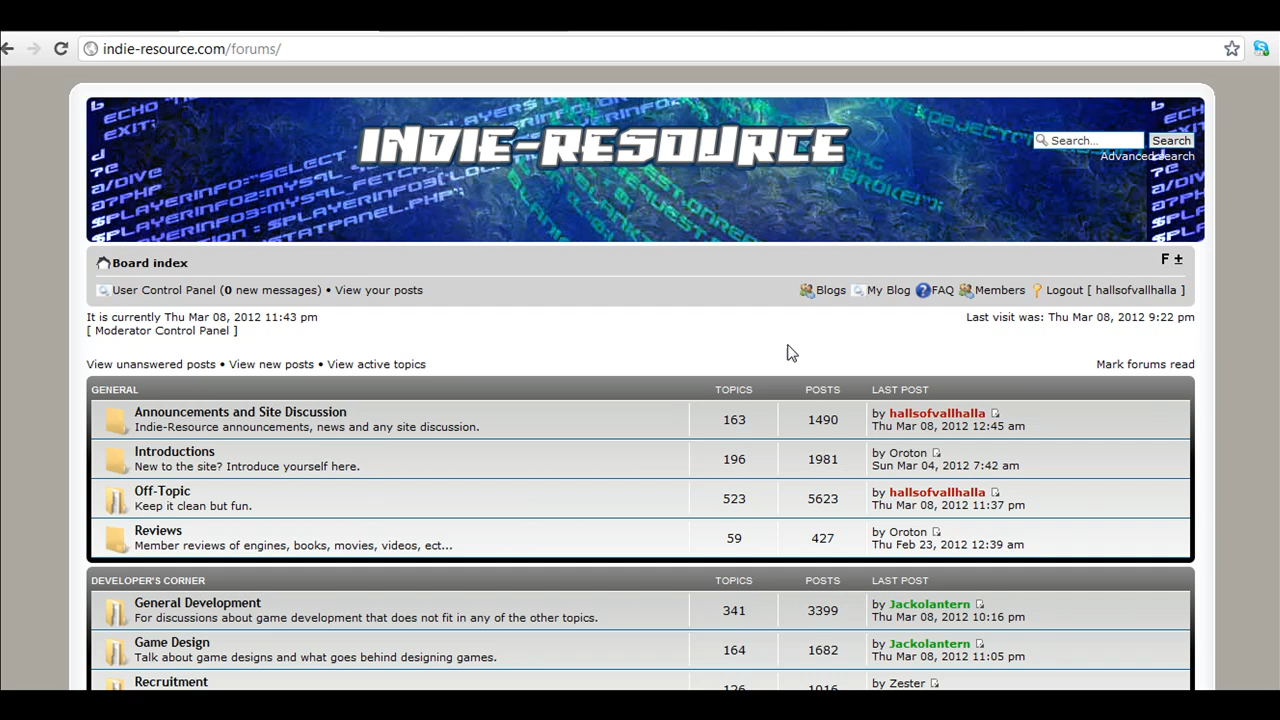 indie-resource.com/forums/
INDIE-RESOURCE
Search...
Search
Advanced search
Board index
F ±
User Control Panel (0 new messages) • View your posts
Blogs My Blog FAQ Members Logout [ hallsofvallhalla ]
It is currently Thu Mar 08, 2012 11:43 pm
Last visit was: Thu Mar 08, 2012 9:22 pm
[ Moderator Control Panel ]
View unanswered posts • View new posts • View active topics
Mark forums read
GENERAL TOPICS POSTS LAST POST
Announcements and Site Discussion
Indie-Resource announcements, news and any site discussion.
163 1490
by hallsofvallhalla
Thu Mar 08, 2012 12:45 am
Introductions
New to the site? Introduce yourself here.
196 1981
by Oroton
Sun Mar 04, 2012 7:42 am
Off-Topic
Keep it clean but fun.
523 5623
by hallsofvallhalla
Thu Mar 08, 2012 11:37 pm
Reviews
Member reviews of engines, books, movies, videos, ect...
59 427
by Oroton
Thu Feb 23, 2012 12:39 am
DEVELOPER'S CORNER TOPICS POSTS LAST POST
General Development
For discussions about game development that does not fit in any of the other topics.
341 3399
by Jackolantern
Thu Mar 08, 2012 10:16 pm
Game Design
Talk about game designs and what goes behind designing games.
164 1682
by Jackolantern
Thu Mar 08, 2012 11:05 pm
Recruitment
126 1016
by Zester